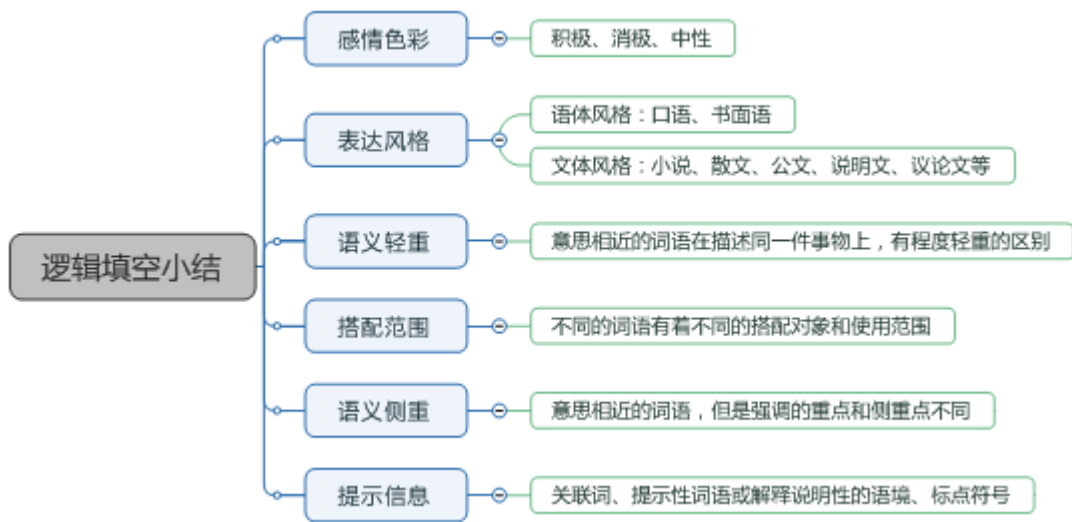 感情色彩
积极、消极、中性
表达风格
语体风格：口语、书面语
文体风格：小说、散文、公文、说明文、议论文等
逻辑填空小结
语义轻重
意思相近的词语在描述同一件事物上，有程度轻重的区别
搭配范围
不同的词语有着不同的搭配对象和使用范围
语义侧重
意思相近的词语，但是强调的重点和侧重点不同
提示信息
关联词、提示性词语或解释说明性的语境、标点符号